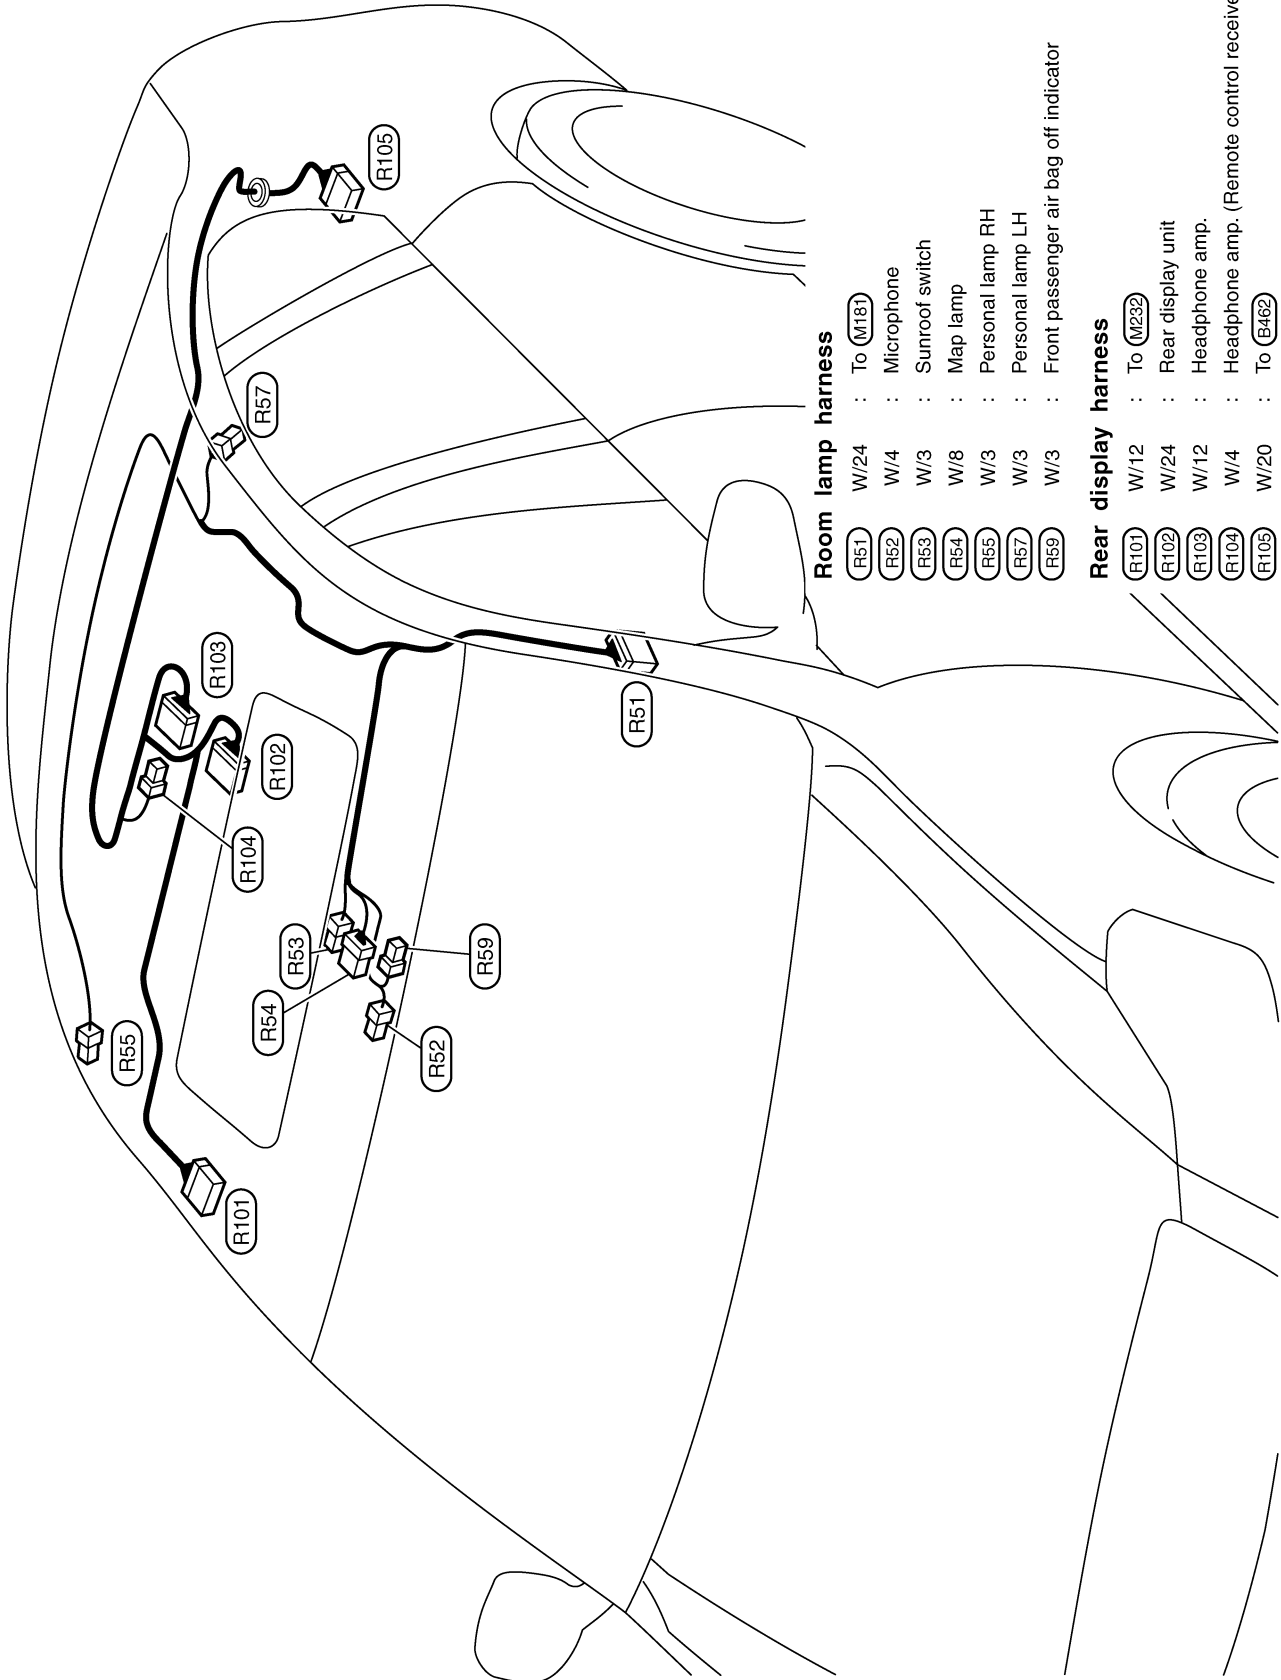 R105
R57
R103
R102
R104
R51
R53
R54
R59
R52
R55
R101
Room lamp harness
R51 W/24 : To M181
R52 W/4 : Microphone
R53 W/3 : Sunroof switch
R54 W/8 : Map lamp
R55 W/3 : Personal lamp RH
R57 W/3 : Personal lamp LH
R59 W/3 : Front passenger air bag off indicator
Rear display harness
R101 W/12 : To M232
R102 W/24 : Rear display unit
R103 W/12 : Headphone amp.
R104 W/4 : Headphone amp. (Remote control receive
R105 W/20 : To B462